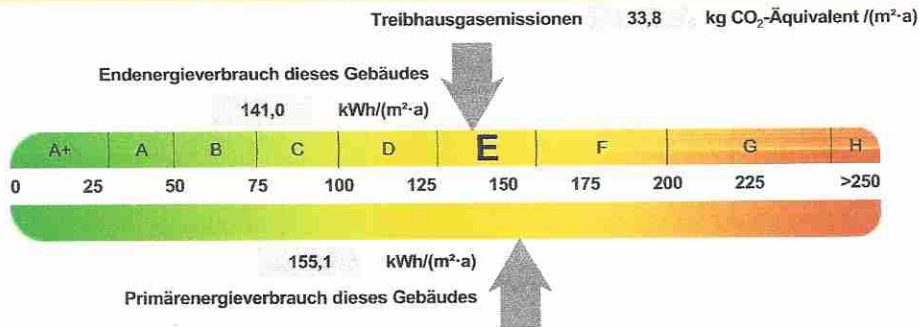 Treibhausgasemissionen 33,8 kg CO₂-Äquivalent /(m²·a)
Endenergieverbrauch dieses Gebäudes
141,0 kWh/(m²·a)
A+ A B C D E F G H
0 25 50 75 100 125 150 175 200 225 >250
155,1 kWh/(m²·a)
Primärenergieverbrauch dieses Gebäudes